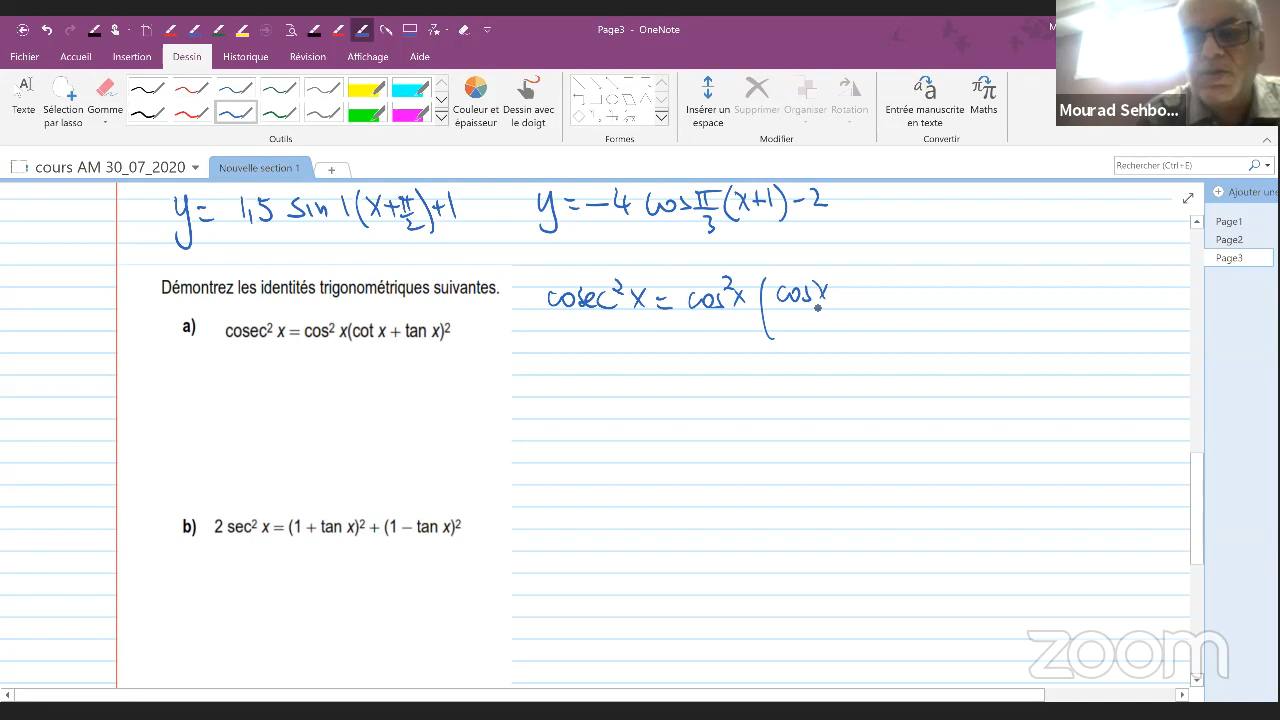 Page3 - OneNote
M
Fichier Accueil Insertion Dessin Historique Révision Affichage Aide
Texte Sélection par lasso Gomme Couleur et épaisseur Dessin avec le doigt Insérer un espace Supprimer Organiser Rotation Entrée manuscrite en texte Maths
Outils Formes Modifier Convertir
Mourad Sehbo...
cours AM 30_07_2020 Nouvelle section 1 + Rechercher (Ctrl+E)
Ajouter une
Page1
Page2
Page3
y = 1,5 sin 1(x+π/2)+1 y = -4 cos π/3 (x+1) -2
Démontrez les identités trigonométriques suivantes.
cosec² x = cos² x ( cos x
a) cosec² x = cos² x(cot x + tan x)²
b) 2 sec² x = (1 + tan x)² + (1 − tan x)²
zoom